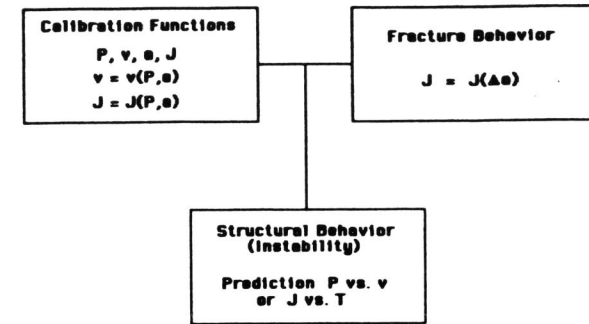 Calibration Functions
P, v, a, J
v = v(P,a)
J = J(P,a)
Fracture Behavior
J = J(Δa)
Structural Behavior
(Instability)
Prediction P vs. v
or J vs. T